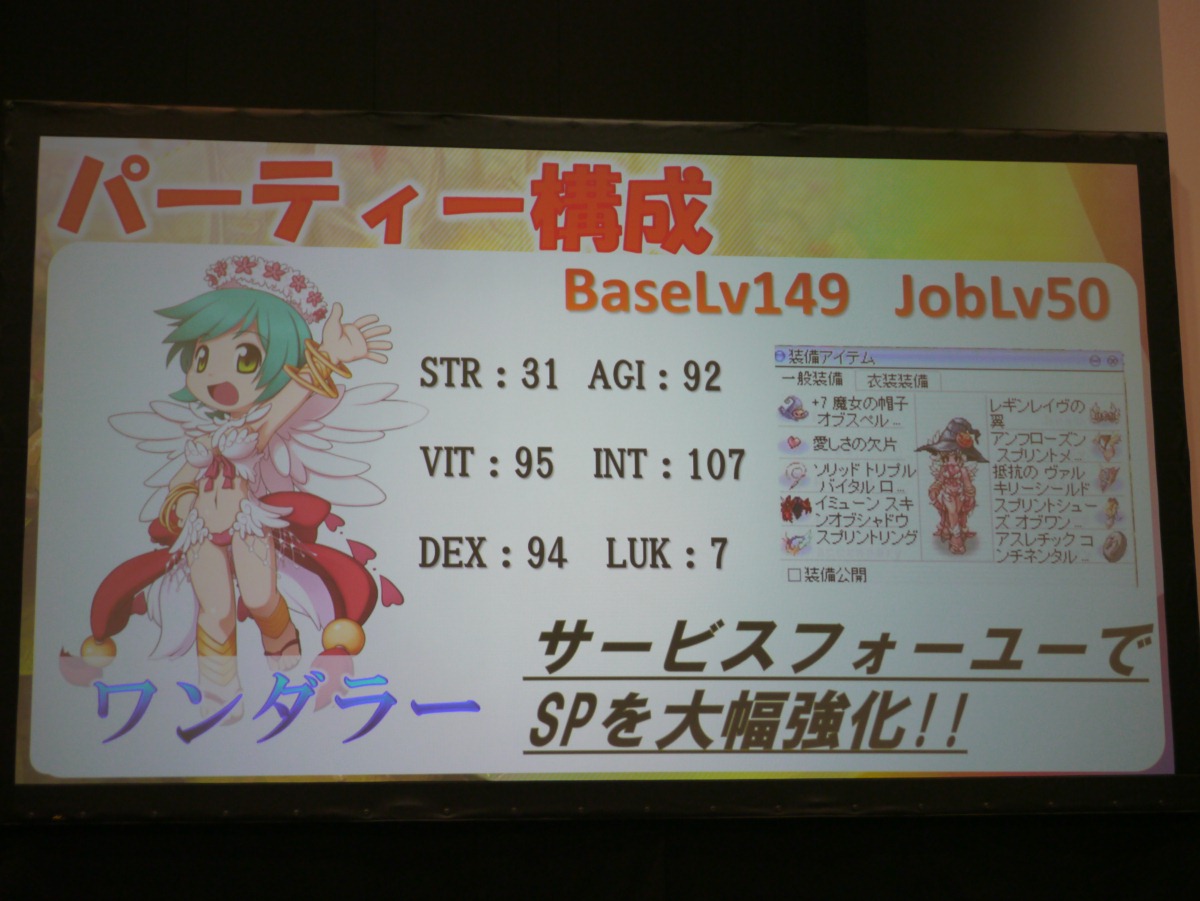 パーティー構成
BaseLv149 JobLv50
STR：31 AGI：92
VIT：95 INT：107
DEX：94 LUK：7
装備アイテム
一般装備 衣装装備
+7 魔女の帽子
オブスペル...
愛しさの欠片
ソリッド トリプル
バイタル ロ...
イミューン スキ
ンオブシャドウ
スプリントリング
レギンレイヴの
翼
アンフローズン
スプリントメ...
抵抗の ヴァル
キリーシールド
スプリントシュー
ズ オブワン...
アスレチック コ
ンチネンタル...
□装備公開
ワンダラー
サービスフォーユーで
SPを大幅強化!!